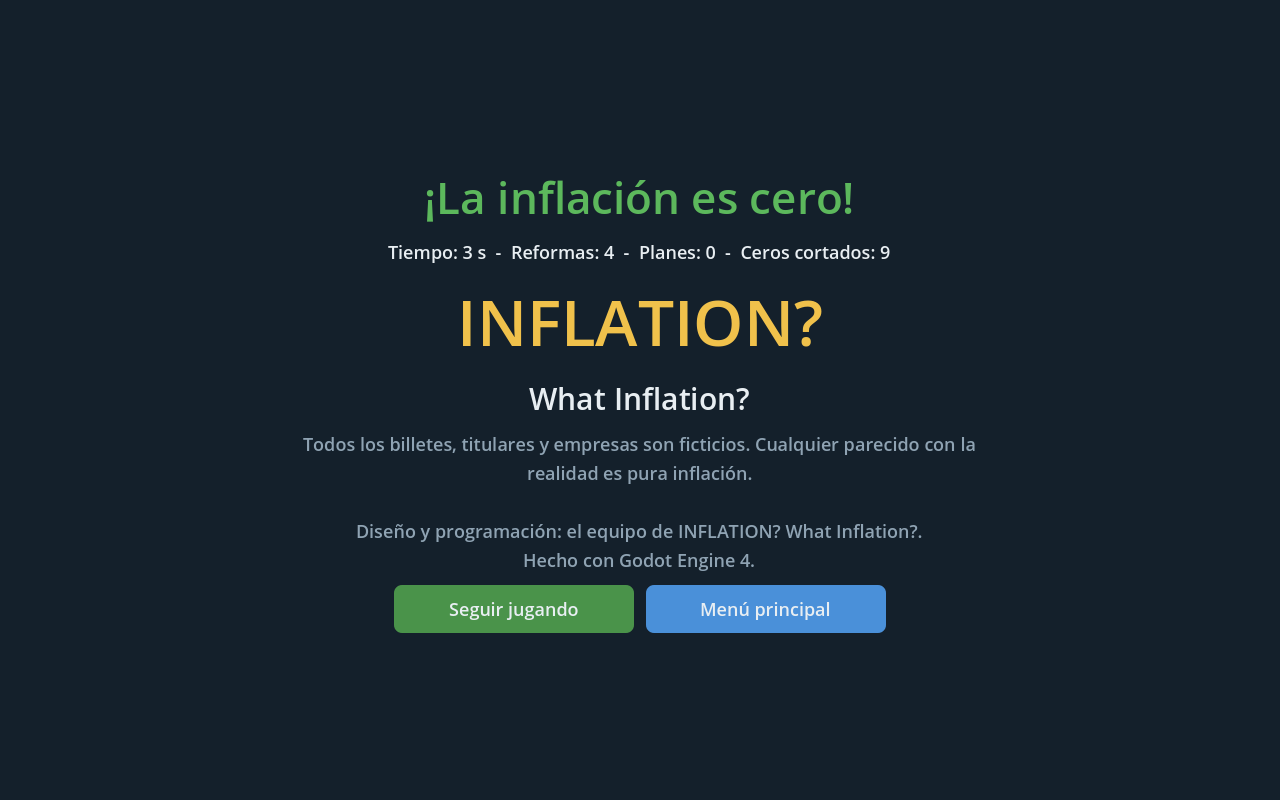 ¡La inflación es cero!
Tiempo: 3 s - Reformas: 4 - Planes: 0 - Ceros cortados: 9
INFLATION?
What Inflation?
Todos los billetes, titulares y empresas son ficticios. Cualquier parecido con la
realidad es pura inflación.
Diseño y programación: el equipo de INFLATION? What Inflation?.
Hecho con Godot Engine 4.
Seguir jugando
Menú principal